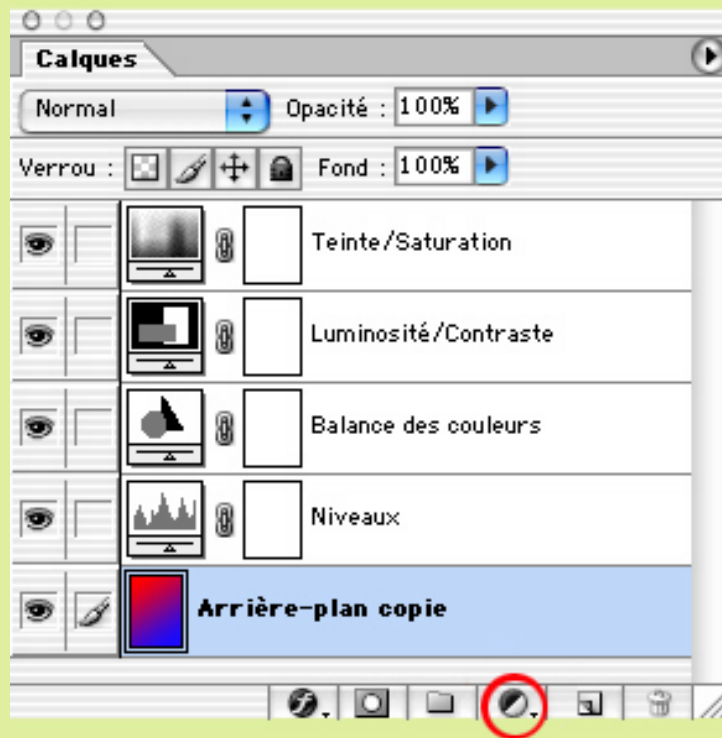 Calques
Normal Opacité : 100%
Verrou : Fond : 100%
Teinte/Saturation
Luminosité/Contraste
Balance des couleurs
Niveaux
Arrière-plan copie